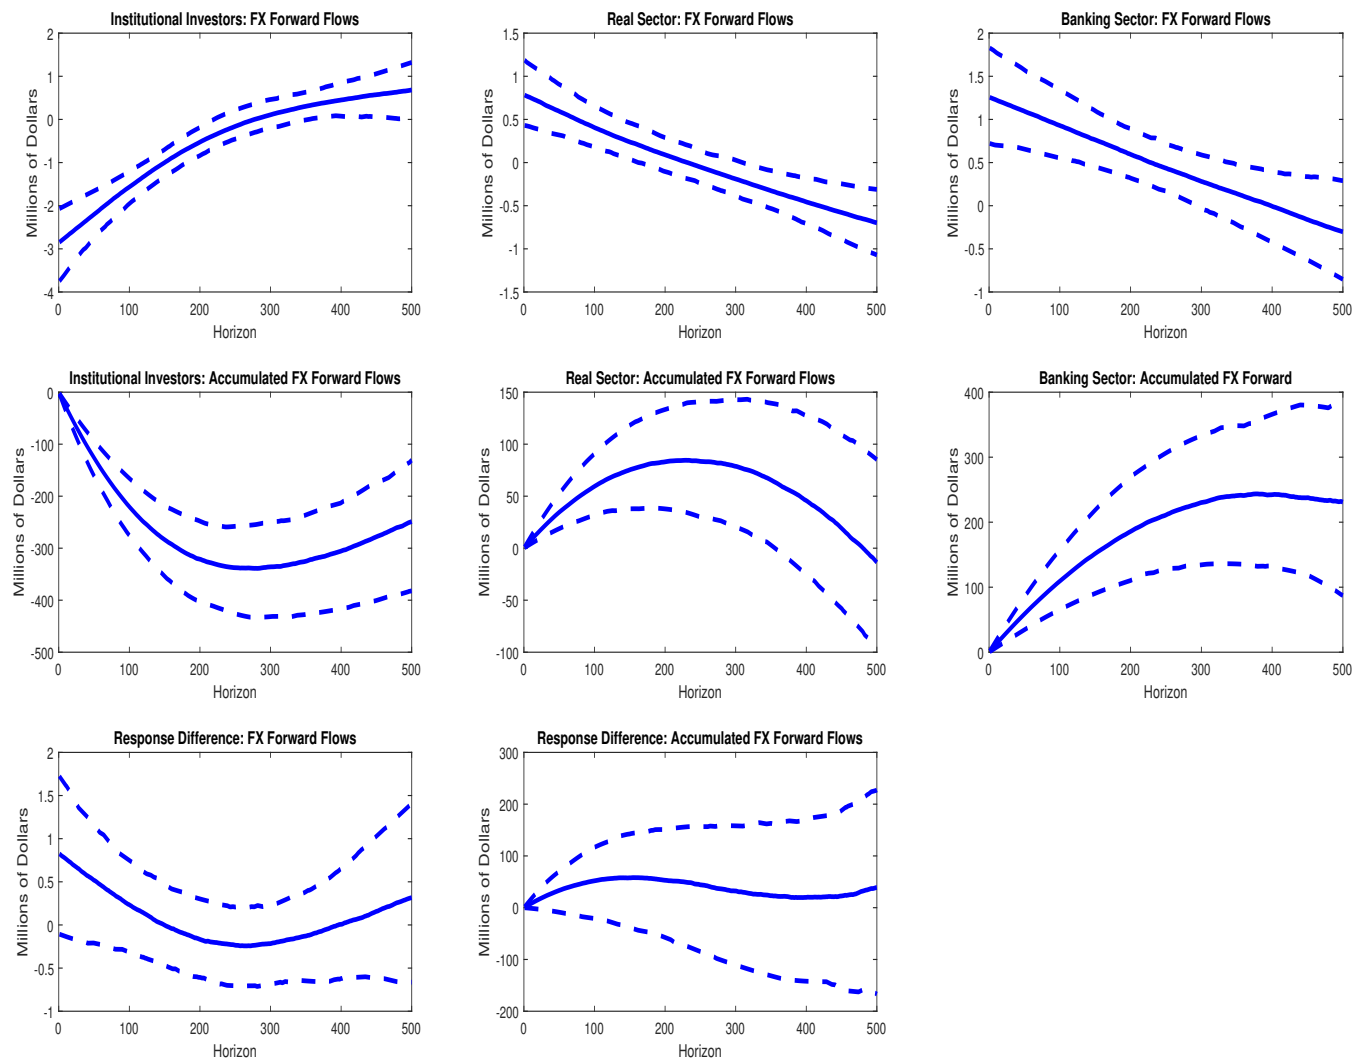 Institutional Investors: FX Forward Flows
Millions of Dollars
2
1
0
-1
-2
-3
-4
0 100 200 300 400 500
Horizon
Real Sector: FX Forward Flows
Millions of Dollars
1.5
1
0.5
0
-0.5
-1
-1.5
0 100 200 300 400 500
Horizon
Banking Sector: FX Forward Flows
Millions of Dollars
2
1.5
1
0.5
0
-0.5
-1
0 100 200 300 400 500
Horizon
Institutional Investors: Accumulated FX Forward Flows
Millions of Dollars
0
-100
-200
-300
-400
-500
0 100 200 300 400 500
Horizon
Real Sector: Accumulated FX Forward Flows
Millions of Dollars
150
100
50
0
-50
-100
0 100 200 300 400 500
Horizon
Banking Sector: Accumulated FX Forward
Millions of Dollars
400
300
200
100
0
0 100 200 300 400 500
Horizon
Response Difference: FX Forward Flows
Millions of Dollars
2
1.5
1
0.5
0
-0.5
-1
0 100 200 300 400 500
Horizon
Response Difference: Accumulated FX Forward Flows
Millions of Dollars
300
200
100
0
-100
-200
0 100 200 300 400 500
Horizon